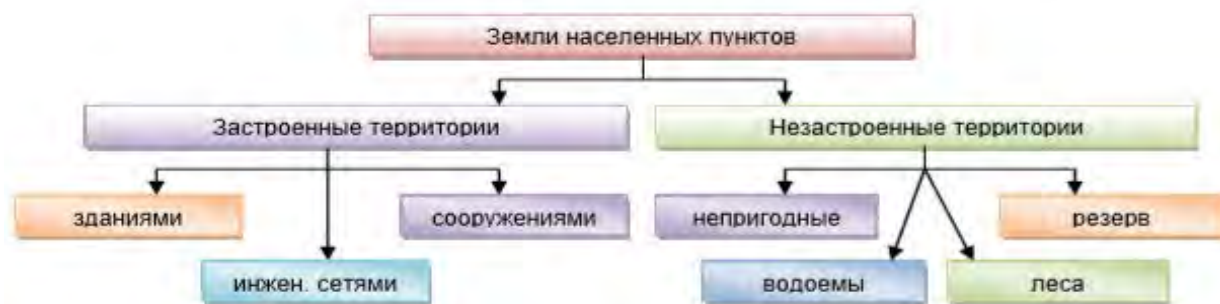 Земли населенных пунктов
Застроенные территории
Незастроенные территории
зданиями
сооружениями
непригодные
резерв
инжен. сетями
водоемы
леса